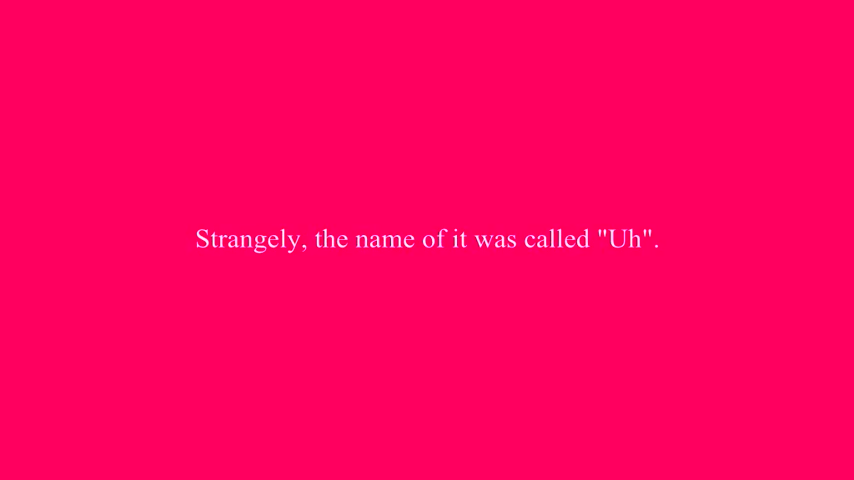 Strangely, the name of it was called "Uh".